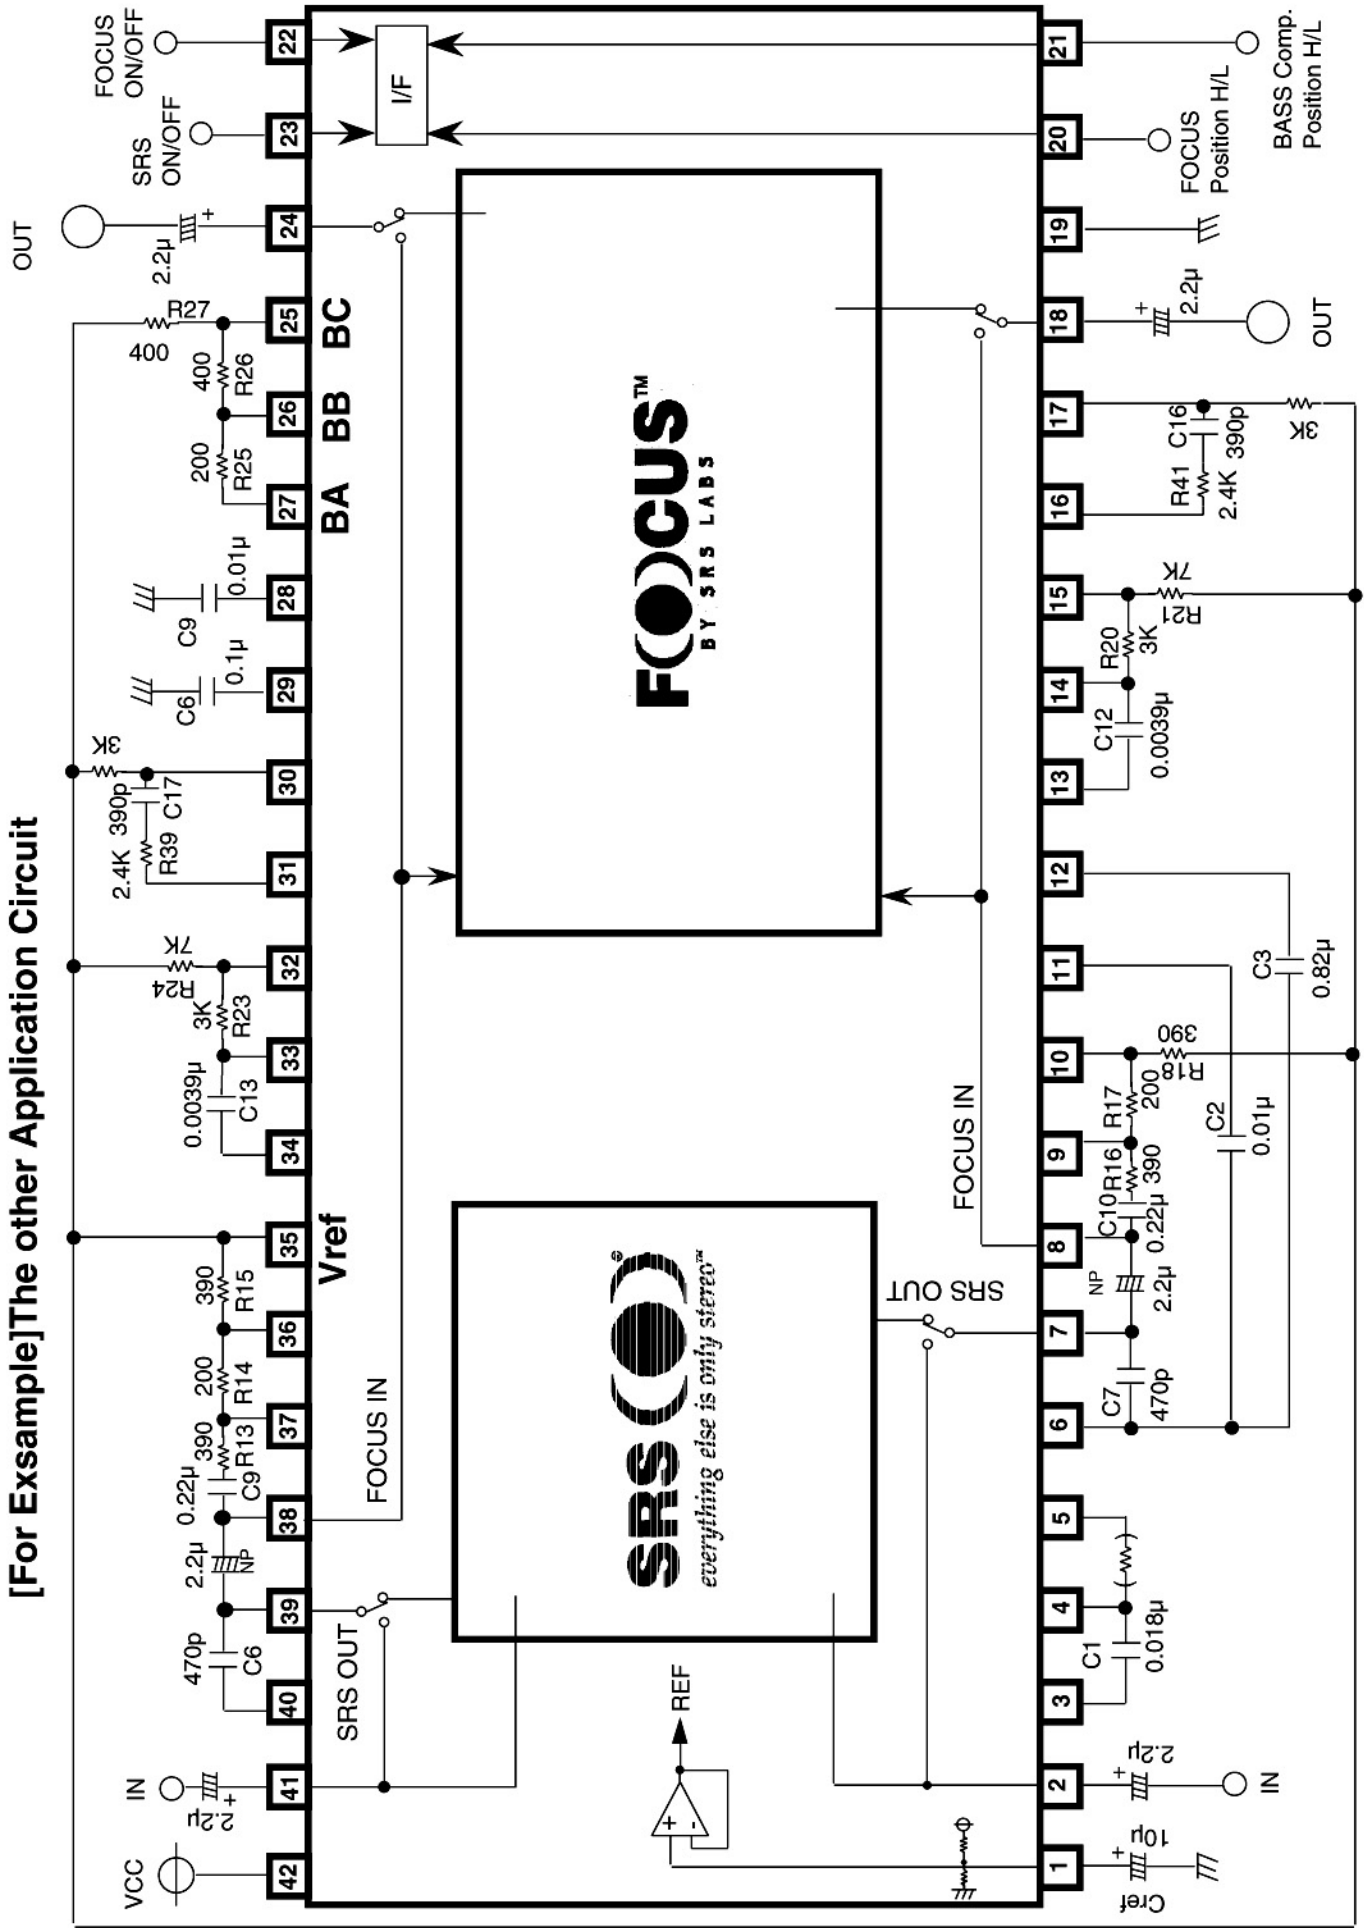 [For Exsample]The other Application Circuit
VCC
IN
2.2μ
+
470p
C6
2.2μ
NP
0.22μ
C9
390
R13
200
R14
390
R15
0.0039μ
C13
3K
R23
R24
7K
2.4K
R39
390p
C17
3K
C6
0.1μ
C9
0.01μ
200
R25
400
R26
400
R27
2.2μ
+
OUT
SRS
ON/OFF
FOCUS
ON/OFF
42
41
40
39
38
37
36
35
34
33
32
31
30
29
28
27
26
25
24
23
22
Vref
BA
BB
BC
SRS OUT
FOCUS IN
I/F
REF
+
-
SRS
®
everything else is only stereo™
FOCUS™
BY SRS LABS
SRS OUT
FOCUS IN
1
2
3
4
5
6
7
8
9
10
11
12
13
14
15
16
17
18
19
20
21
Cref
+
10μ
+
2.2μ
IN
C1
0.018μ
( )
C7
470p
NP
2.2μ
C10
0.22μ
R16
390
R17
200
R18
390
C2
0.01μ
C3
0.82μ
C12
0.0039μ
R20
3K
R21
7K
R41
2.4K
C16
390p
3K
+
2.2μ
OUT
FOCUS
Position H/L
BASS Comp.
Position H/L